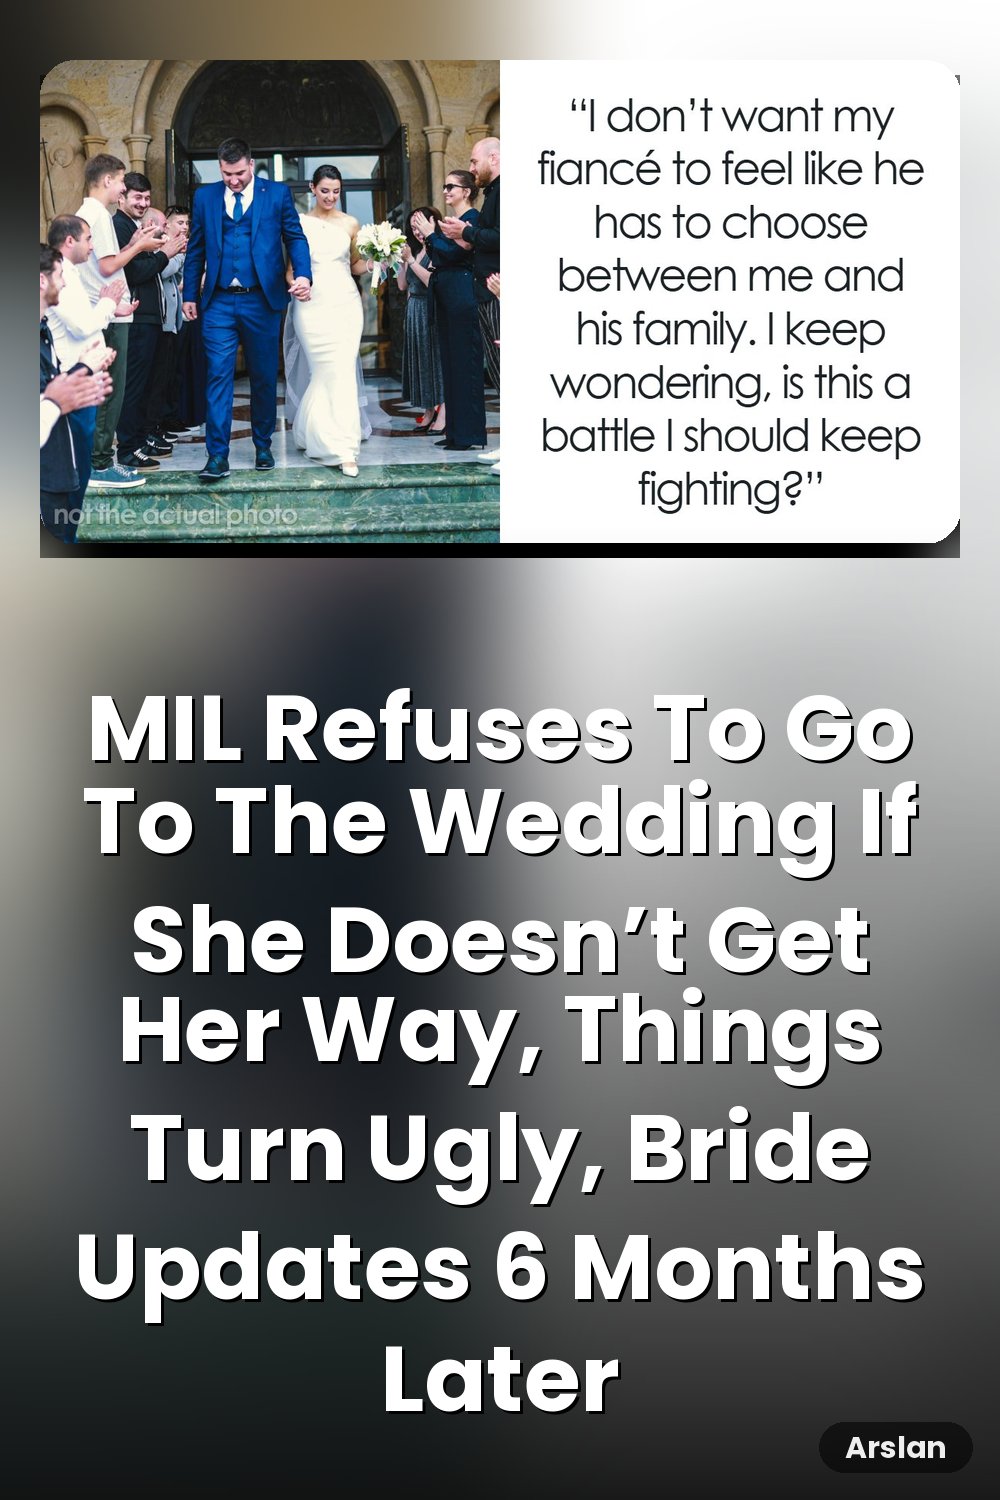 “I don’t want my
fiancé to feel like he
has to choose
between me and
his family. I keep
wondering, is this a
battle I should keep
fighting?”
not the actual photo
MIL Refuses To Go
To The Wedding If
She Doesn’t Get
Her Way, Things
Turn Ugly, Bride
Updates 6 Months
Later
Arslan